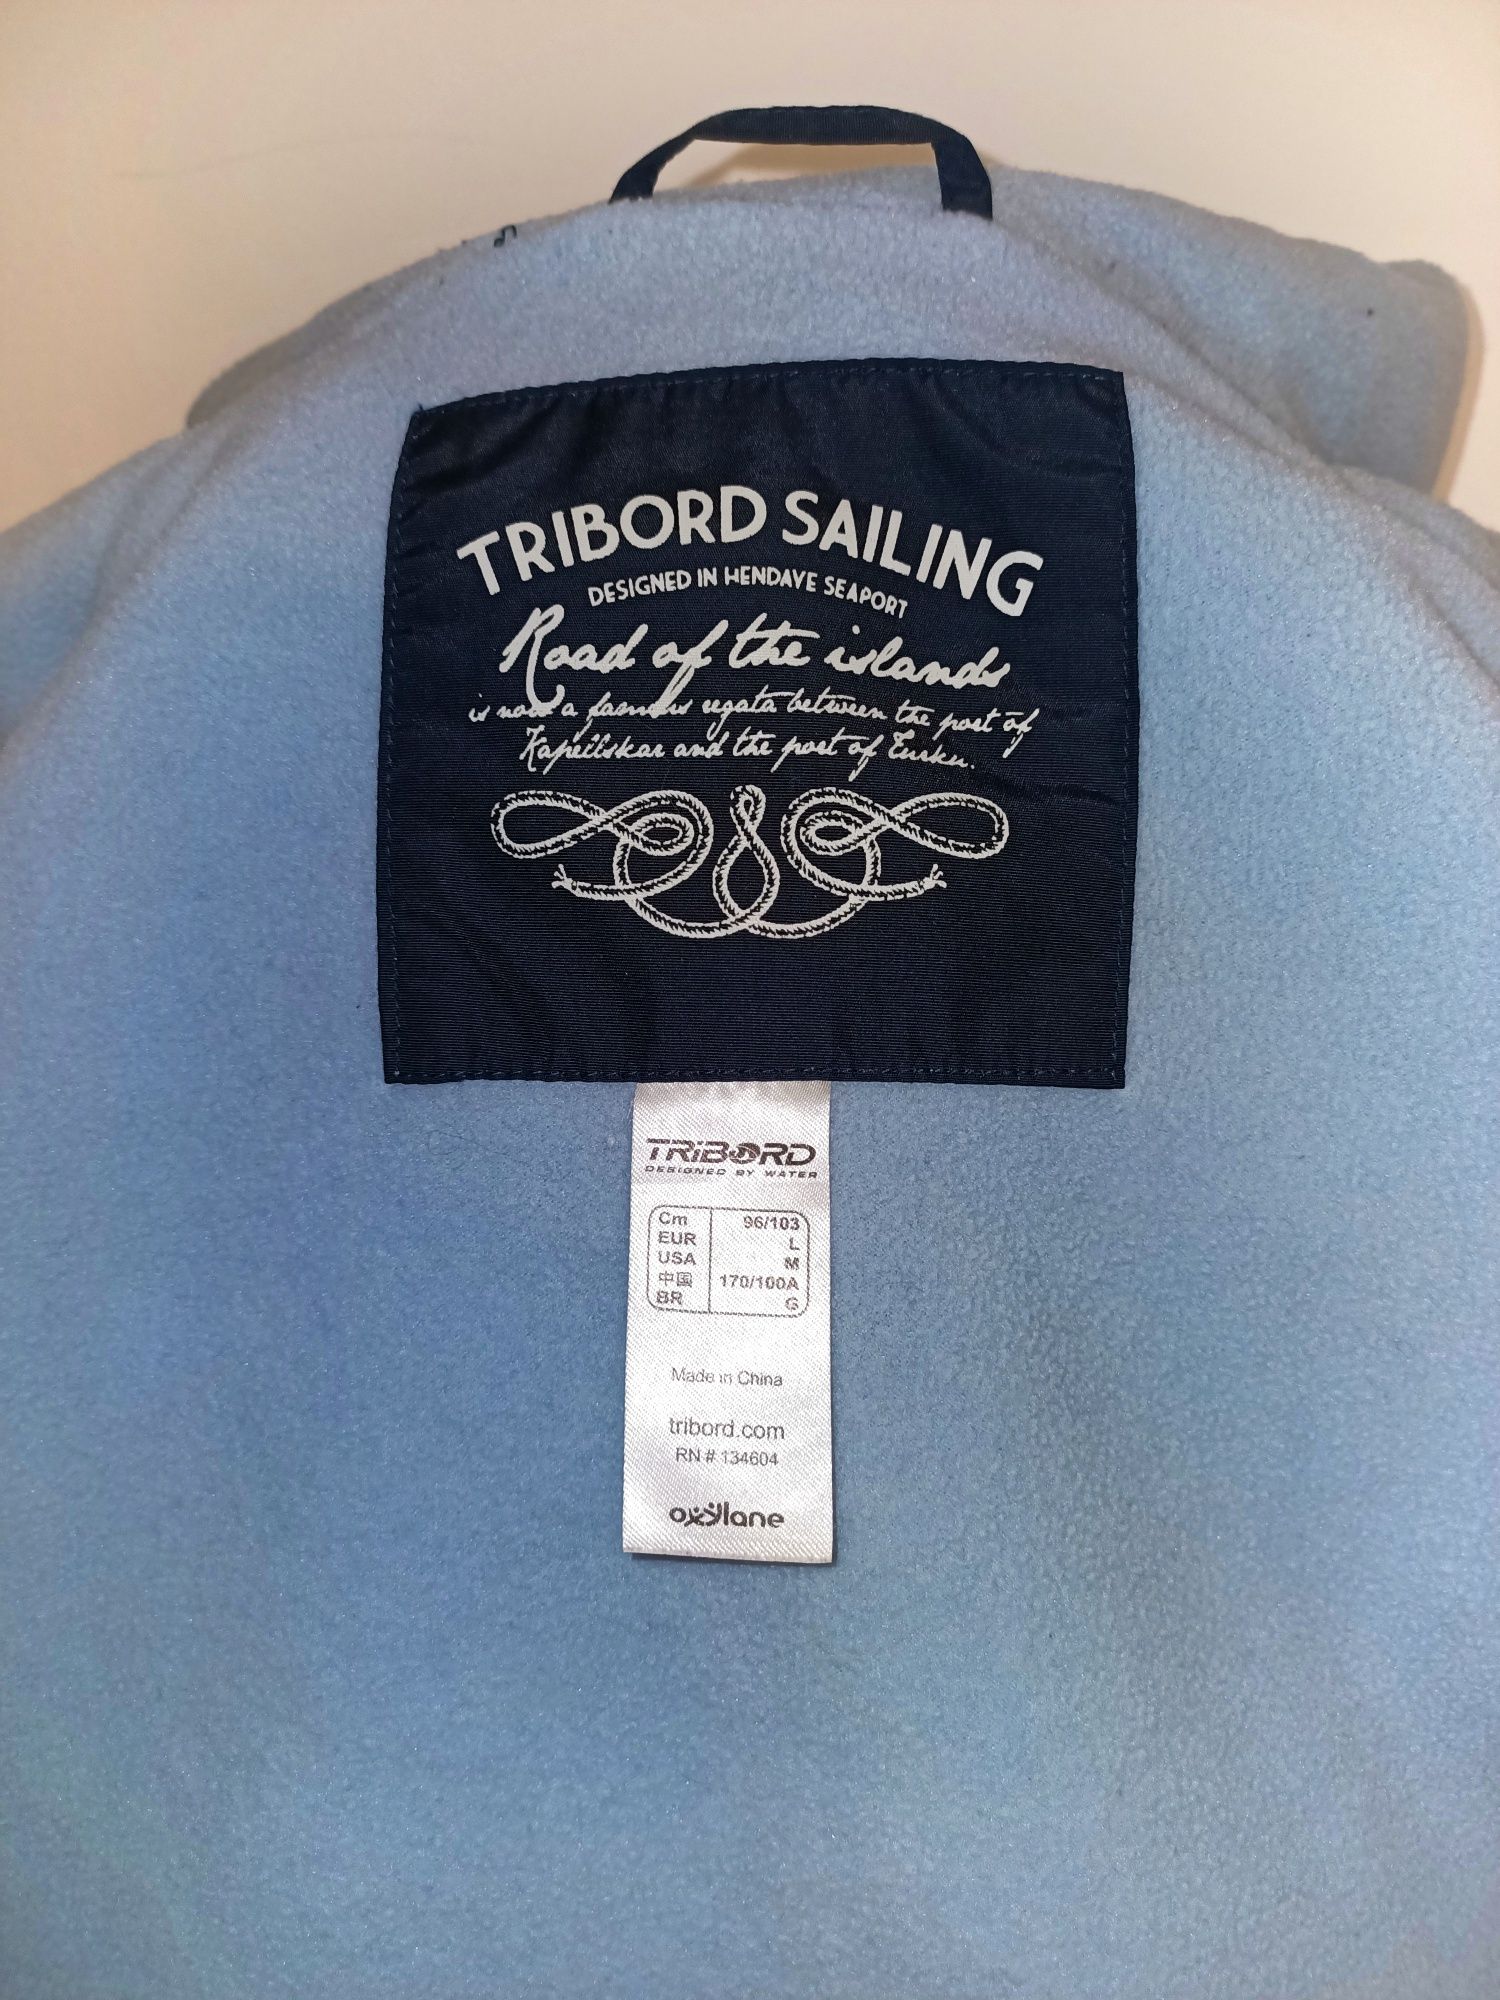 TRIBORD SAILING
DESIGNED IN HENDAYE SEAPORT
Road of the islands
is now a famous regata between the port of
Kapellskar and the port of Turku.
TRIBORD
DESIGNED BY WATER
Cm 96/103
EUR L
USA M
中国 170/100A
BR G
Made in China
tribord.com
RN # 134604
oxylane